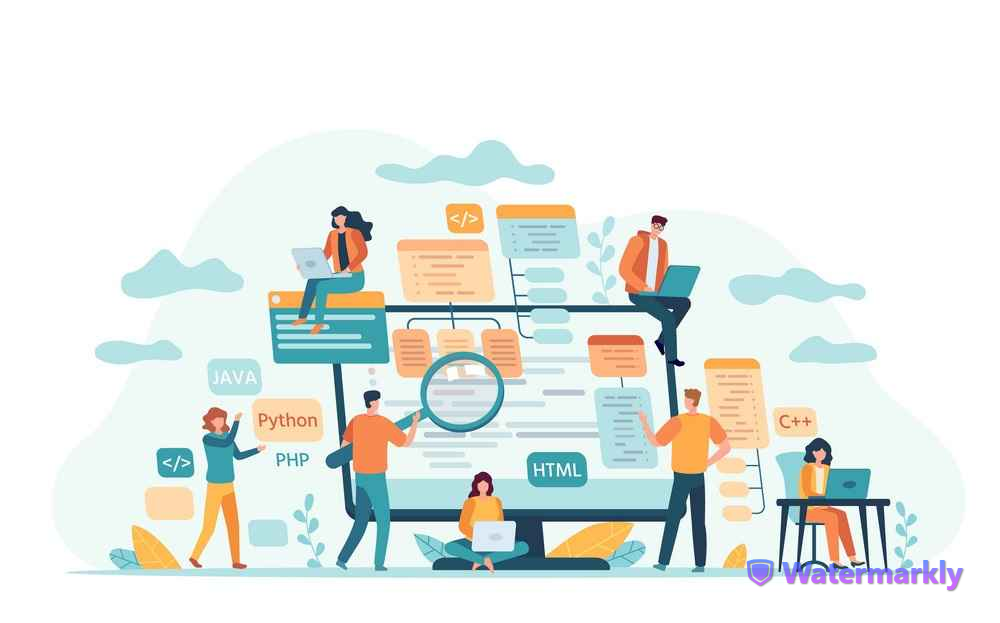 </>
JAVA
Python
C++
</>
PHP
HTML
Watermarkly